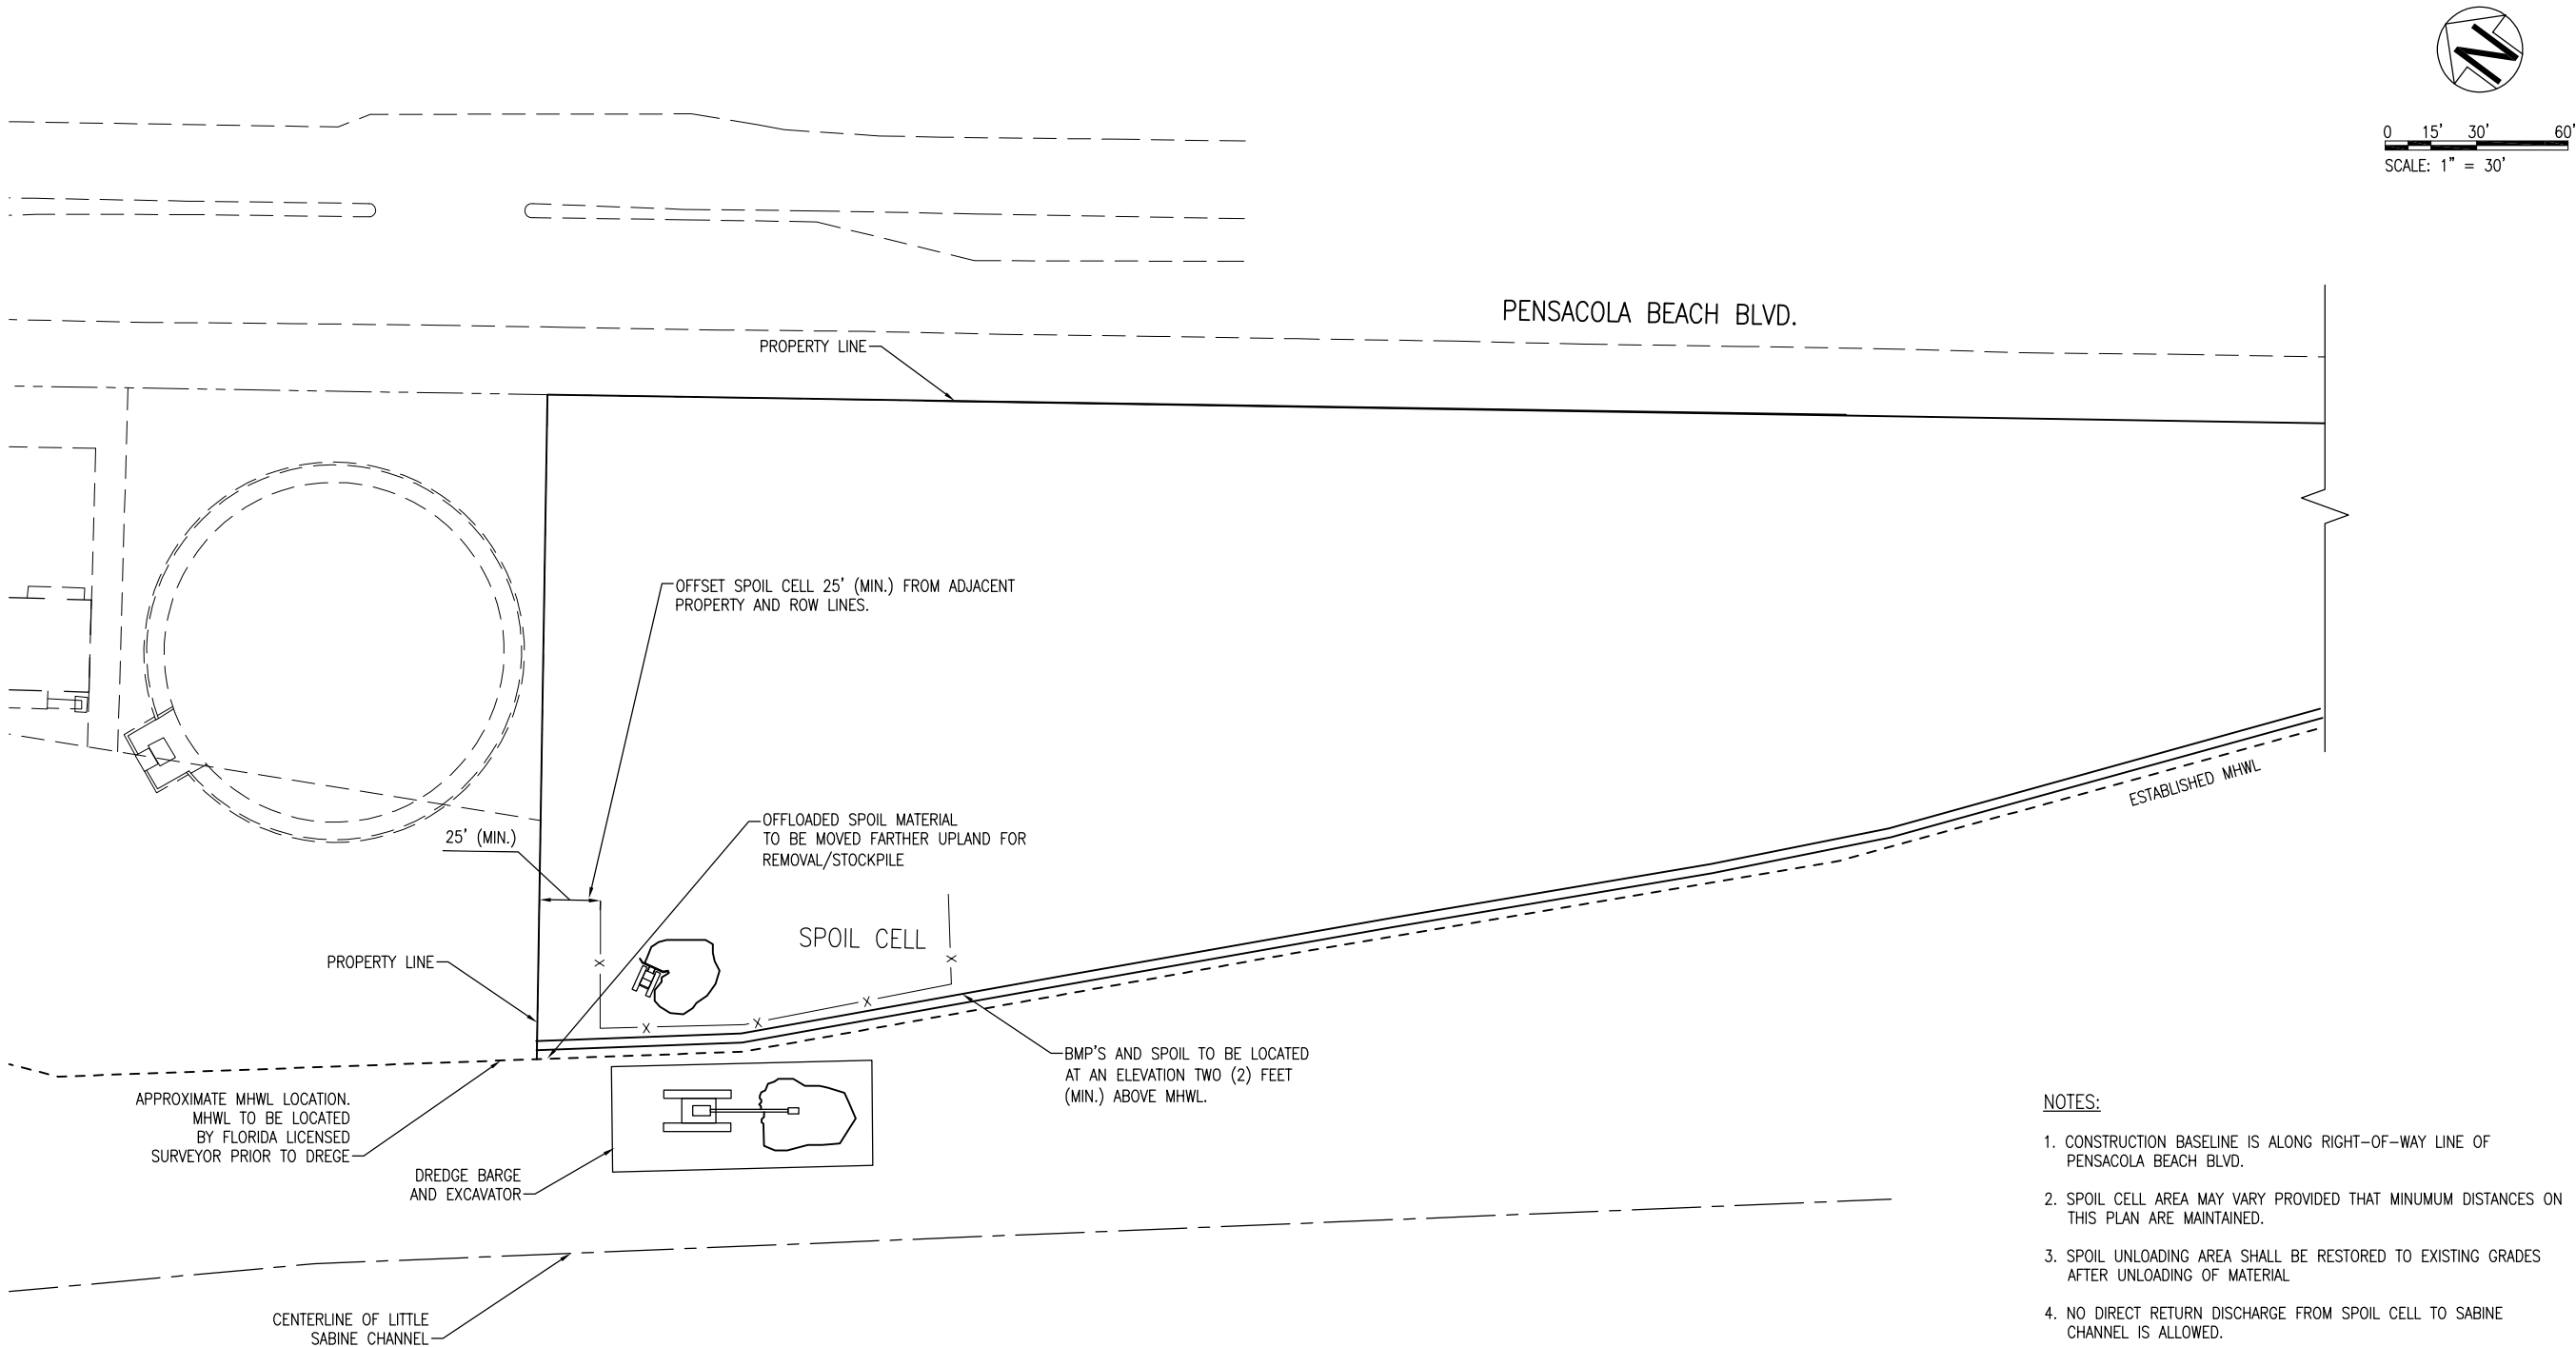 N
0 15' 30' 60'
SCALE: 1" = 30'
PENSACOLA BEACH BLVD.
PROPERTY LINE
OFFSET SPOIL CELL 25' (MIN.) FROM ADJACENT
PROPERTY AND ROW LINES.
OFFLOADED SPOIL MATERIAL
TO BE MOVED FARTHER UPLAND FOR
REMOVAL/STOCKPILE
25' (MIN.)
ESTABLISHED MHWL
SPOIL CELL
PROPERTY LINE
X
X
X
X
X
BMP'S AND SPOIL TO BE LOCATED
AT AN ELEVATION TWO (2) FEET
(MIN.) ABOVE MHWL.
APPROXIMATE MHWL LOCATION.
MHWL TO BE LOCATED
BY FLORIDA LICENSED
SURVEYOR PRIOR TO DREGE
DREDGE BARGE
AND EXCAVATOR
CENTERLINE OF LITTLE
SABINE CHANNEL
NOTES:
1. CONSTRUCTION BASELINE IS ALONG RIGHT-OF-WAY LINE OF
PENSACOLA BEACH BLVD.
2. SPOIL CELL AREA MAY VARY PROVIDED THAT MINUMUM DISTANCES ON
THIS PLAN ARE MAINTAINED.
3. SPOIL UNLOADING AREA SHALL BE RESTORED TO EXISTING GRADES
AFTER UNLOADING OF MATERIAL
4. NO DIRECT RETURN DISCHARGE FROM SPOIL CELL TO SABINE
CHANNEL IS ALLOWED.